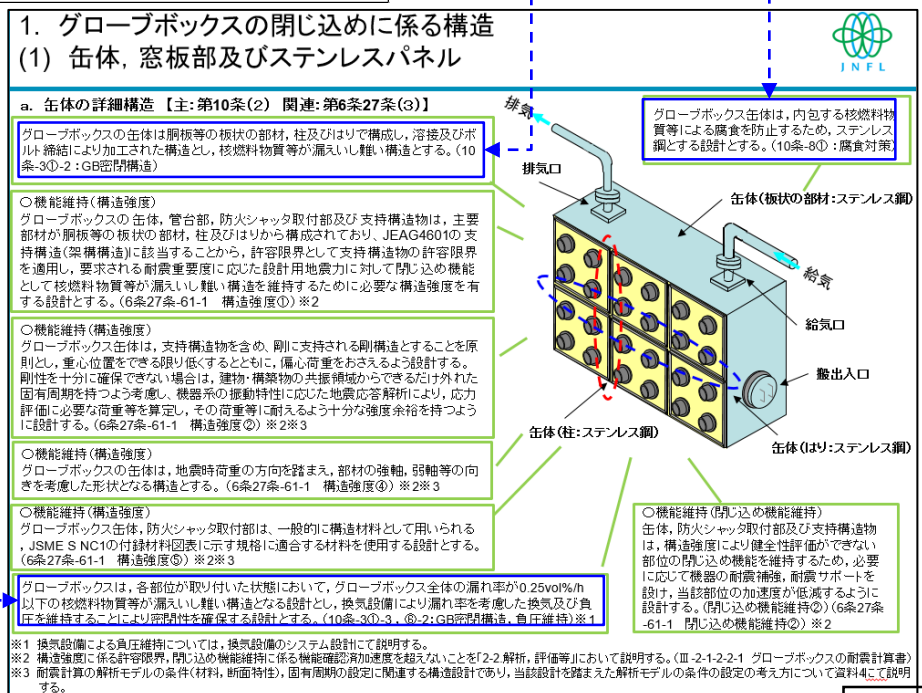 1. グローブボックスの閉じ込めに係る構造
(1) 缶体，窓板部及びステンレスパネル
JNFL
a. 缶体の詳細構造 【主：第10条(2) 関連：第6条27条(3)】
グローブボックスの缶体は胴板等の板状の部材，柱及びはりで構成し，溶接及びボ
ルト締結により加工された構造とし，核燃料物質等が漏えいし難い構造とする。（10
条-3①-2：GB密閉構造）
○機能維持（構造強度）
グローブボックスの缶体，管台部，防火シャッタ取付部及び支持構造物は，主要
部材が胴板等の板状の部材，柱及びはりから構成されており、JEAG4601の支
持構造(架構構造)に該当することから，許容限界として支持構造物の許容限界
を適用し，要求される耐震重要度に応じた設計用地震力に対して閉じ込め機能
として核燃料物質等が漏えいし難い構造を維持するために必要な構造強度を有
する設計とする。（6条27条-61-1 構造強度①）※2
○機能維持（構造強度）
グローブボックス缶体は，支持構造物を含め，剛に支持される剛構造とすることを原
則とし，重心位置をできる限り低くするとともに，偏心荷重をおさえるよう設計する。
剛性を十分に確保できない場合は，建物・構築物の共振領域からできるだけ外れた
固有周期を持つよう考慮し，機器系の振動特性に応じた地震応答解析により，応力
評価に必要な荷重等を算定し，その荷重等に耐えるよう十分な強度余裕を持つよう
に設計する。（6条27条-61-1 構造強度②）※2※3
○機能維持（構造強度）
グローブボックスの缶体は，地震時荷重の方向を踏まえ，部材の強軸，弱軸等の向
きを考慮した形状となる構造とする。（6条27条-61-1 構造強度④）※2※3
○機能維持（構造強度）
グローブボックス缶体，防火シャッタ取付部は，一般的に構造材料として用いられる
，JSME S NC1の付録材料図表に示す規格に適合する材料を使用する設計とする。
（6条27条-61-1 構造強度⑤）※2※3
グローブボックスは，各部位が取り付いた状態において，グローブボックス全体の漏れ率が0.25vol%/h
以下の核燃料物質等が漏えいし難い構造となる設計とし，換気設備により漏れ率を考慮した換気及び負
圧を維持することにより密閉性を確保する設計とする。（10条-3①-3，⑥-2：GB密閉構造，負圧維持）※1
グローブボックス缶体は，内包する核燃料物
質等による腐食を防止するため，ステンレス
鋼とする設計とする。（10条-8①：腐食対策）
排気
排気口
缶体（板状の部材：ステンレス鋼）
給気
給気口
搬出入口
缶体（柱：ステンレス鋼）
缶体（はり：ステンレス鋼）
○機能維持（閉じ込め機能維持）
缶体，防火シャッタ取付部及び支持構造物
は，構造強度により健全性評価ができない
部位の閉じ込め機能を維持するため，必要
に応じて機器の耐震補強，耐震サポートを
設け，当該部位の加速度が低減するように
設計する。（閉じ込め機能維持②）（6条27条
-61-1 閉じ込め機能維持②）※2
※1 換気設備による負圧維持については，換気設備のシステム設計にて説明する。
※2 構造強度に係る許容限界，閉じ込め機能維持に係る機能確認済加速度を超えないことを「2-2.解析，評価等」において説明する。（Ⅲ-2-1-2-2-1 グローブボックスの耐震計算書）
※3 耐震計算の解析モデルの条件（材料，断面特性），固有周期の設定に関連する構造設計であり，当該設計を踏まえた解析モデルの条件の設定の考え方について資料4にて説明
する。